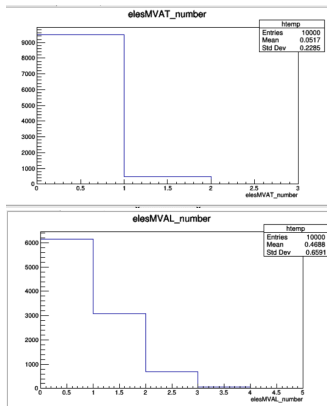 elesMVAT_number
htemp
Entries 10000
Mean 0.0517
Std Dev 0.2285
9000
8000
7000
6000
5000
4000
3000
2000
1000
0
0 0.5 1 1.5 2 2.5 3
elesMVAT_number
elesMVAL_number
htemp
Entries 10000
Mean 0.4688
Std Dev 0.6591
6000
5000
4000
3000
2000
1000
0
0 0.5 1 1.5 2 2.5 3 3.5 4 4.5 5
elesMVAL_number